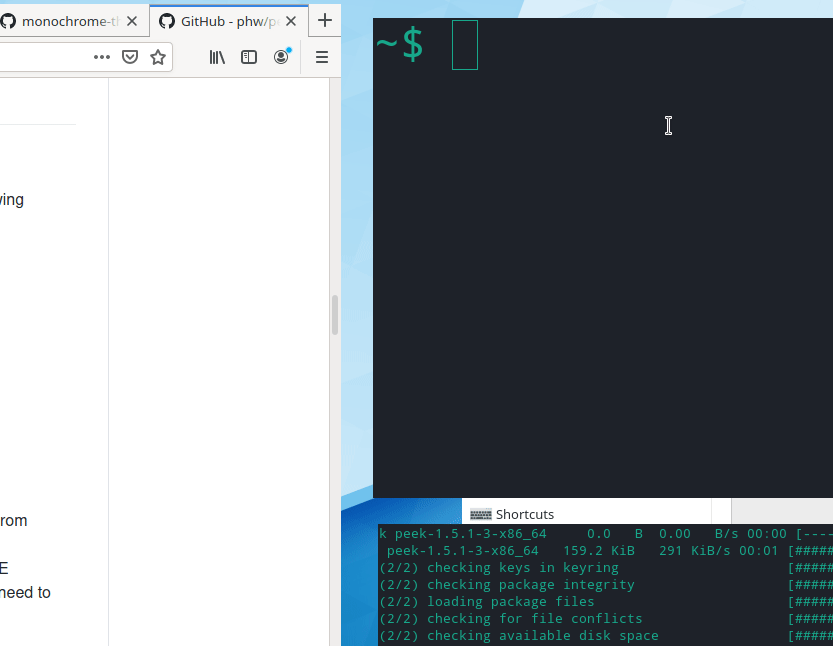 monochrome-th
GitHub - phw/pe
ving
rom
E
need to
~$
Shortcuts
k peek-1.5.1-3-x86_64 0.0 B 0.00 B/s 00:00 [----
peek-1.5.1-3-x86_64 159.2 KiB 291 KiB/s 00:01 [#####
(2/2) checking keys in keyring [#####
(2/2) checking package integrity [#####
(2/2) loading package files [#####
(2/2) checking for file conflicts [#####
(2/2) checking available disk space [#####